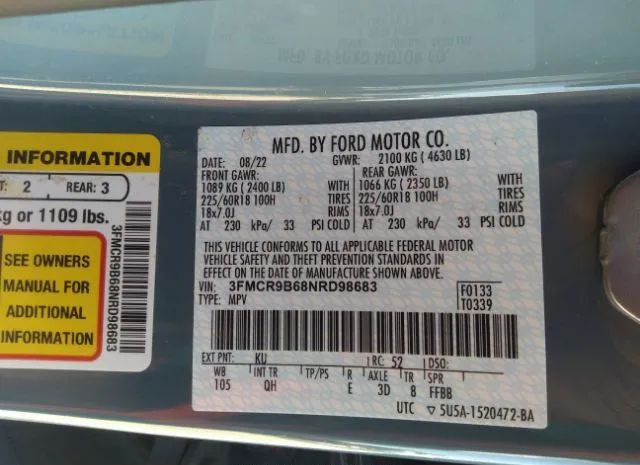 INFORMATION
T: 2 REAR: 3
kg or 1109 lbs.
SEE OWNERS
MANUAL FOR
ADDITIONAL
INFORMATION
3FMCR9B68NRD98683
MFD. BY FORD MOTOR CO.
DATE: 08/22 GVWR: 2100 KG ( 4630 LB)
FRONT GAWR: REAR GAWR:
1089 KG ( 2400 LB) WITH 1066 KG ( 2350 LB) WITH
225/60R18 100H TIRES 225/60R18 100H TIRES
18x7.0J RIMS 18x7.0J RIMS
AT 230 kPa/ 33 PSI COLD AT 230 kPa/ 33 PSI COLD
THIS VEHICLE CONFORMS TO ALL APPLICABLE FEDERAL MOTOR
VEHICLE SAFETY AND THEFT PREVENTION STANDARDS IN
EFFECT ON THE DATE OF MANUFACTURE SHOWN ABOVE.
VIN: 3FMCR9B68NRD98683 F0133
TYPE: MPV T0339
EXT PNT: KU RC: 52 DSO:
WB INT TR TP/PS R AXLE TR SPR
105 QH E 3D 8 FFBB
UTC ▽5U5A-1520472-BA